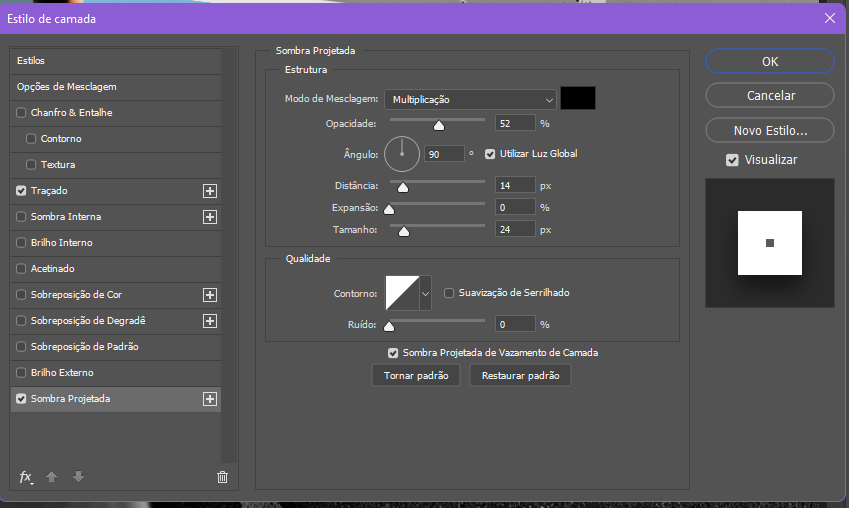 Estilo de camada
Estilos
Opções de Mesclagem
Chanfro & Entalhe
Contorno
Textura
Traçado
Sombra Interna
Brilho Interno
Acetinado
Sobreposição de Cor
Sobreposição de Degradê
Sobreposição de Padrão
Brilho Externo
Sombra Projetada
fx
Sombra Projetada
Estrutura
Modo de Mesclagem: Multiplicação
Opacidade: 52 %
Ângulo: 90 ° Utilizar Luz Global
Distância: 14 px
Expansão: 0 %
Tamanho: 24 px
Qualidade
Contorno: Suavização de Serrilhado
Ruído: 0 %
Sombra Projetada de Vazamento de Camada
Tornar padrão Restaurar padrão
OK
Cancelar
Novo Estilo...
Visualizar